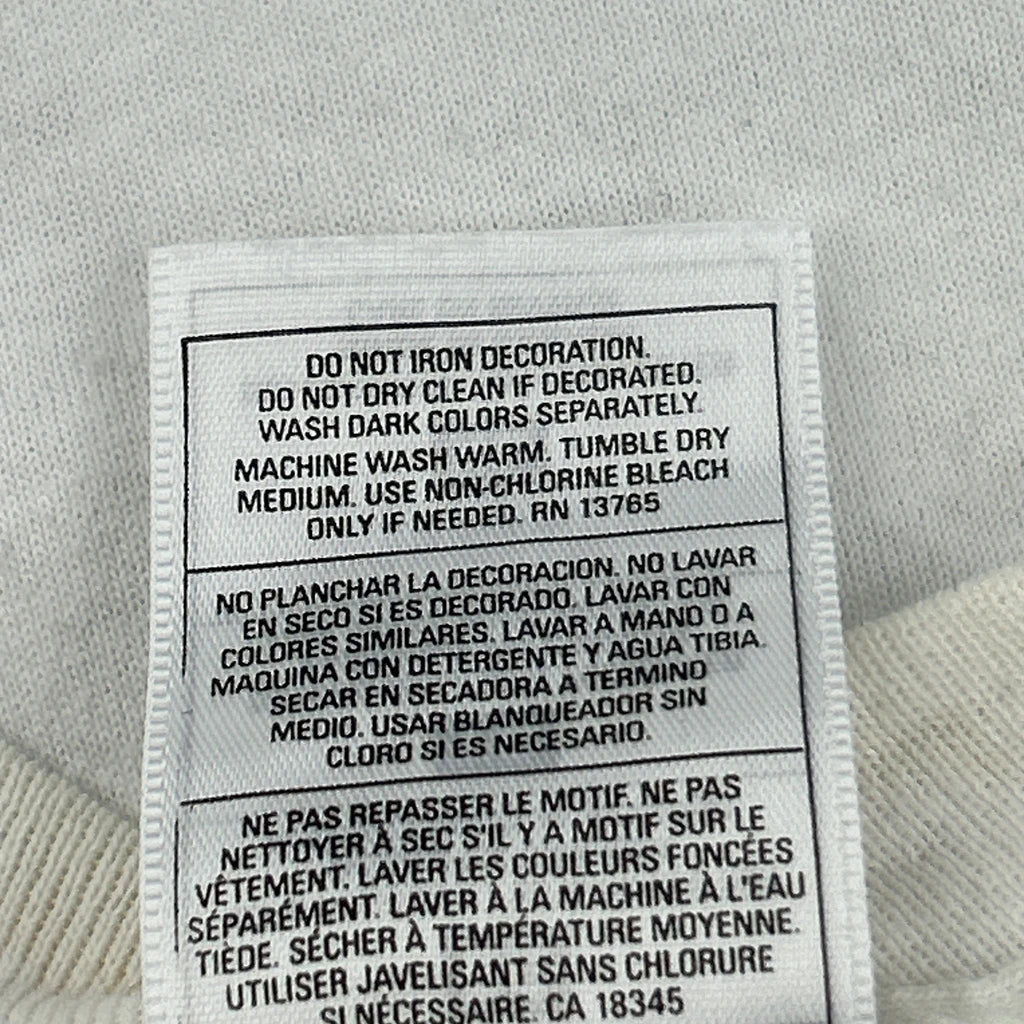 DO NOT IRON DECORATION.
DO NOT DRY CLEAN IF DECORATED.
WASH DARK COLORS SEPARATELY.
MACHINE WASH WARM. TUMBLE DRY
MEDIUM. USE NON-CHLORINE BLEACH
ONLY IF NEEDED. RN 13765
NO PLANCHAR LA DECORACION. NO LAVAR
EN SECO SI ES DECORADO. LAVAR CON
COLORES SIMILARES. LAVAR A MANO O A
MAQUINA CON DETERGENTE Y AGUA TIBIA.
SECAR EN SECADORA A TERMINO
MEDIO. USAR BLANQUEADOR SIN
CLORO SI ES NECESARIO.
NE PAS REPASSER LE MOTIF. NE PAS
NETTOYER À SEC S'IL Y A MOTIF SUR LE
VÊTEMENT. LAVER LES COULEURS FONCÉES
SÉPARÉMENT. LAVER À LA MACHINE À L'EAU
TIÈDE. SÉCHER À TEMPÉRATURE MOYENNE.
UTILISER JAVELISANT SANS CHLORURE
SI NÉCESSAIRE. CA 18345